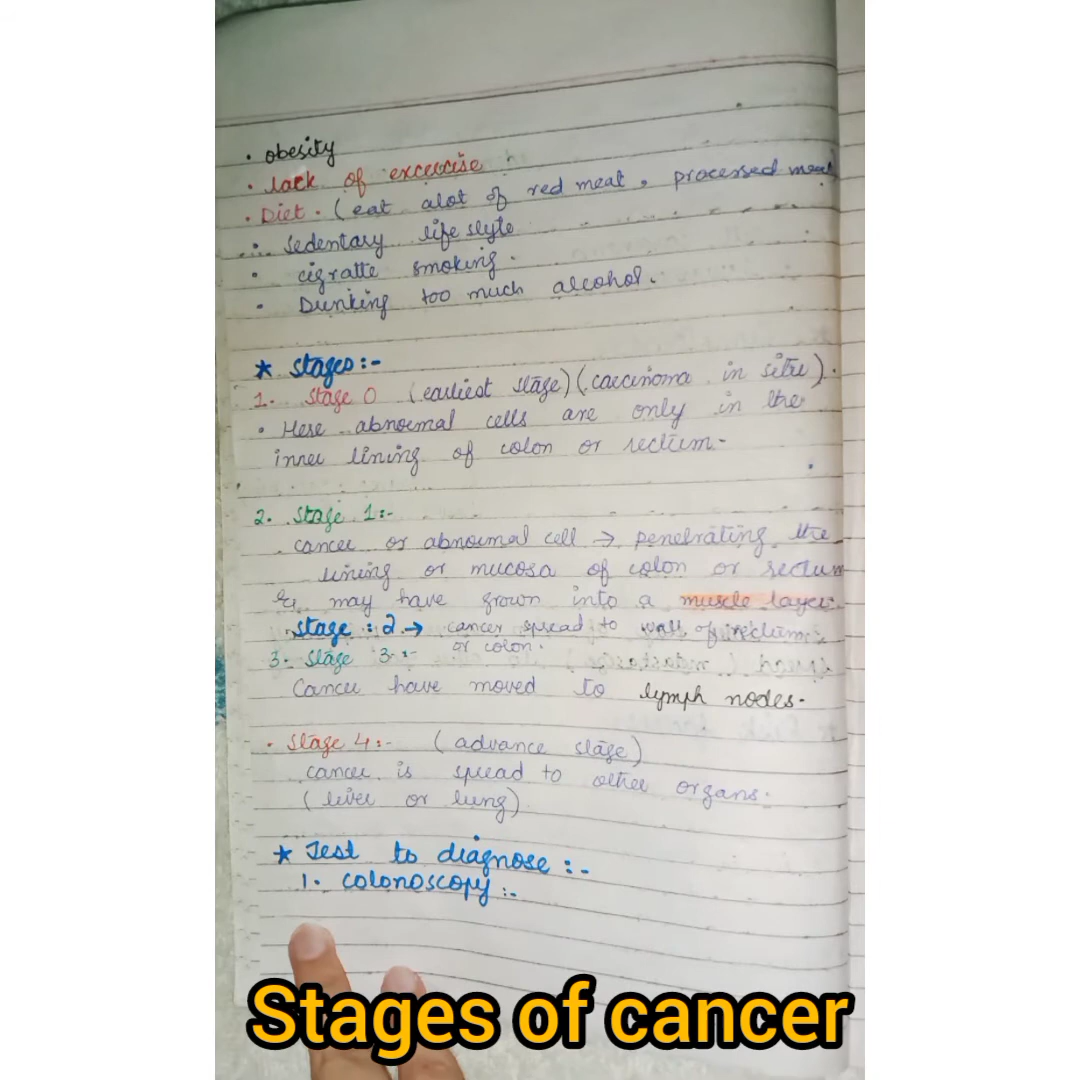 • obesity
• lack of excercise
• Diet • (eat alot of red meat, processed meat
• Sedentary life slyle
• cigratte smoking.
• Drinking too much alcohol.
* Stages:-
1. Stage 0 (earliest stage) (carcinoma in situ).
• Here abnormal cells are only in the
inner lining of colon or rectum.
2. Stage 1:-
cancer or abnormal cell → penetrating the
lining or mucosa of colon or rectum
& may have grown into a muscle layer.
Stage : 2 → cancer spread to wall of rectum.
or colon.
3. Stage 3:-
Cancer have moved to lymph nodes.
• Stage 4:- (advance stage)
cancer is spread to other organs.
(liver or lung)
* Test to diagnose:-
1. colonoscopy:-
Stages of cancer